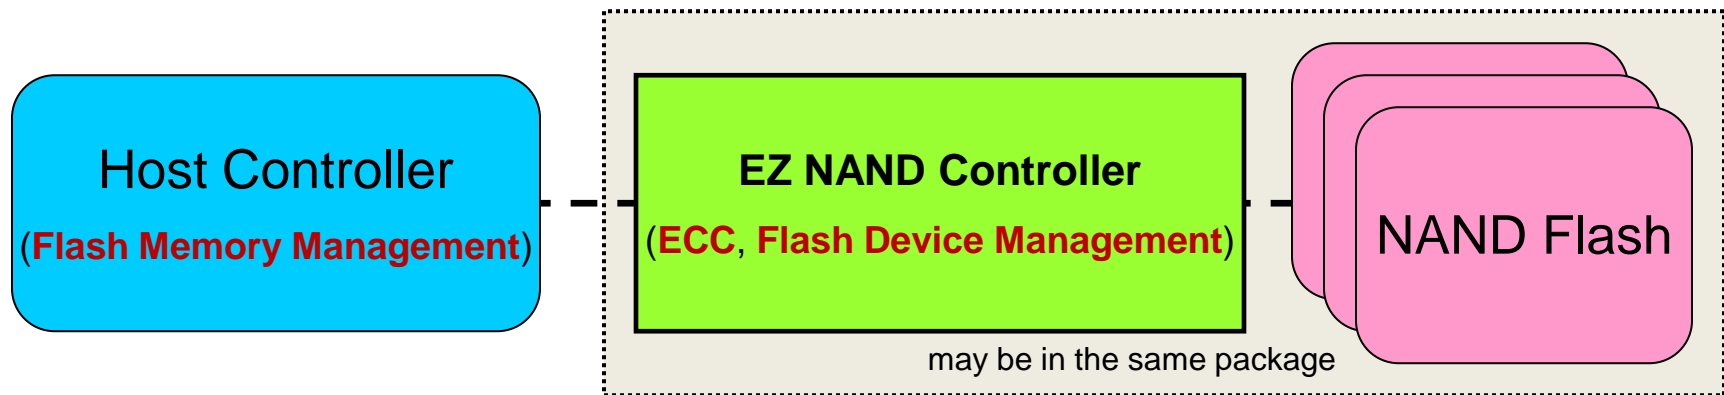 Host Controller
(Flash Memory Management)
EZ NAND Controller
(ECC, Flash Device Management)
NAND Flash
may be in the same package